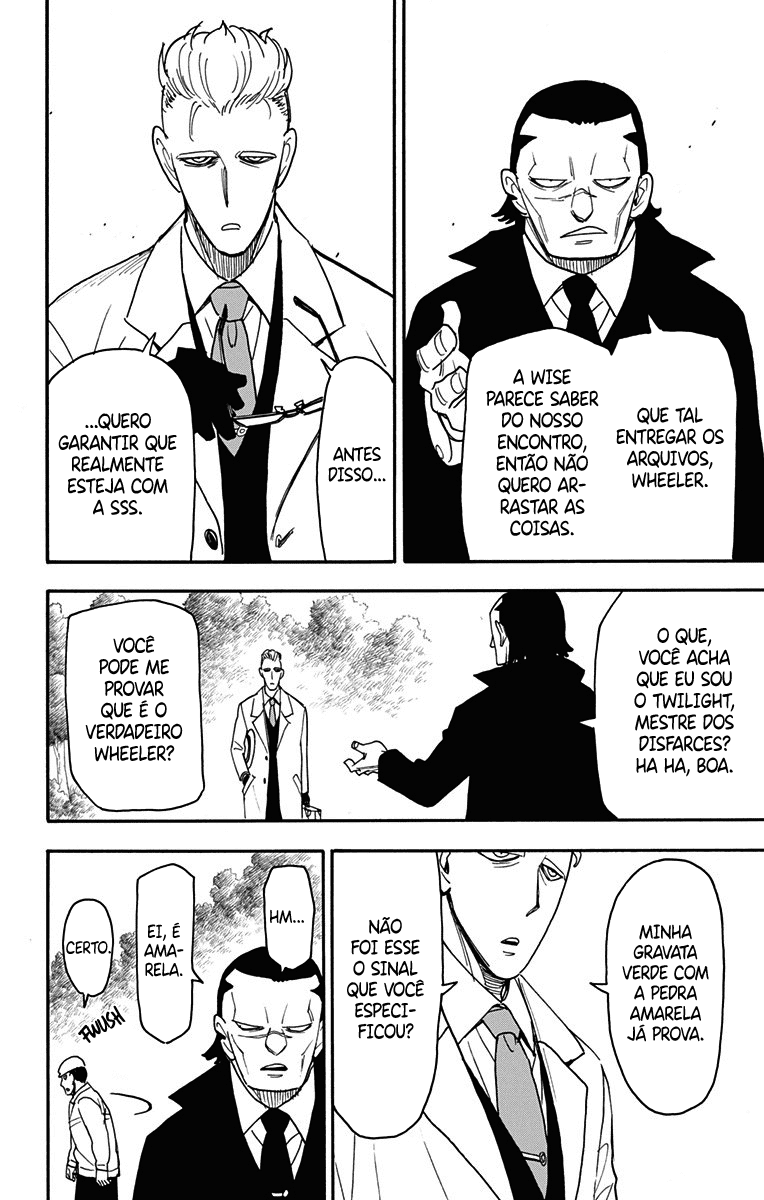 QUE TAL
ENTREGAR OS
ARQUIVOS,
WHEELER.
A WISE
PARECE SABER
DO NOSSO
ENCONTRO,
ENTÃO NÃO
QUERO AR-
RASTAR AS
COISAS.
ANTES
DISSO...
...QUERO
GARANTIR QUE
REALMENTE
ESTEJA COM
A SSS.
O QUE,
VOCÊ ACHA
QUE EU SOU
O TWILIGHT,
MESTRE DOS
DISFARCES?
HA HA, BOA.
VOCÊ
PODE ME
PROVAR
QUE É O
VERDADEIRO
WHEELER?
MINHA
GRAVATA
VERDE COM
A PEDRA
AMARELA
JÁ PROVA.
NÃO
FOI ESSE
O SINAL
QUE VOCÊ
ESPECI-
FICOU?
HM...
EI, É
AMA-
RELA.
CERTO.
FWUSH